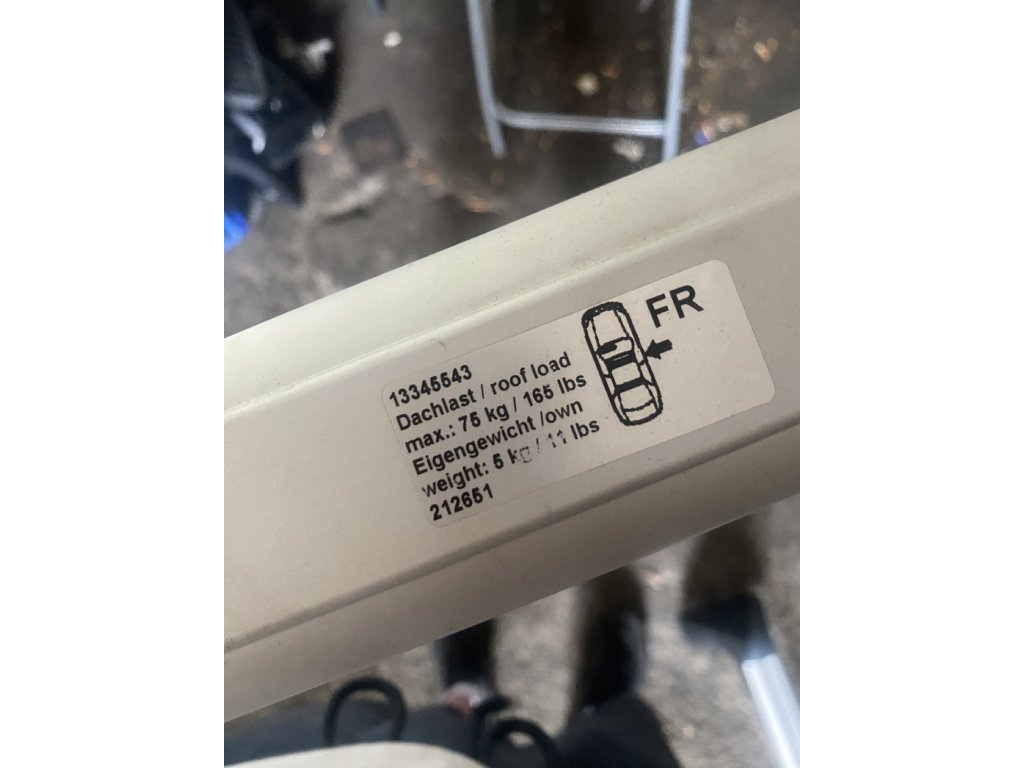 13345543
Dachlast / roof load
max.: 75 kg / 165 lbs
Eigengewicht /own
weight: 5 kg / 11 lbs
212651
FR